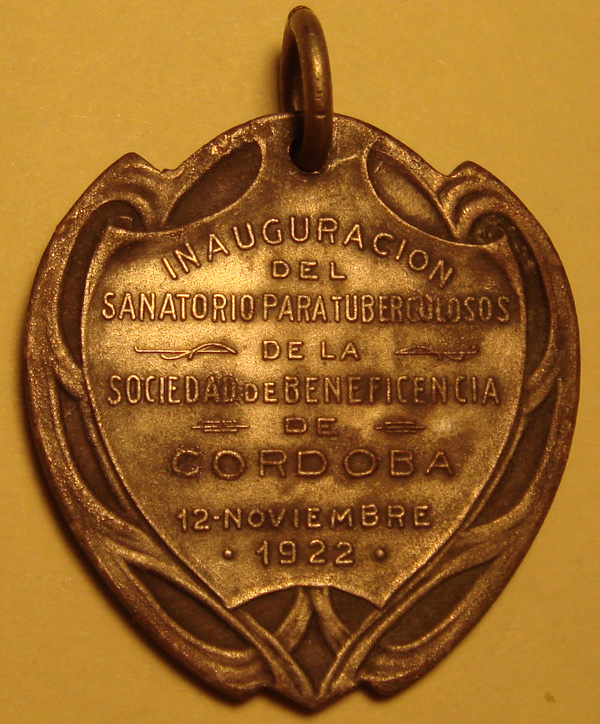 INAUGURACION
DEL
SANATORIO PARA TUBERCULOSOS
DE LA
SOCIEDAD DE BENEFICENCIA
DE
CORDOBA
12-NOVIEMBRE
· 1922 ·